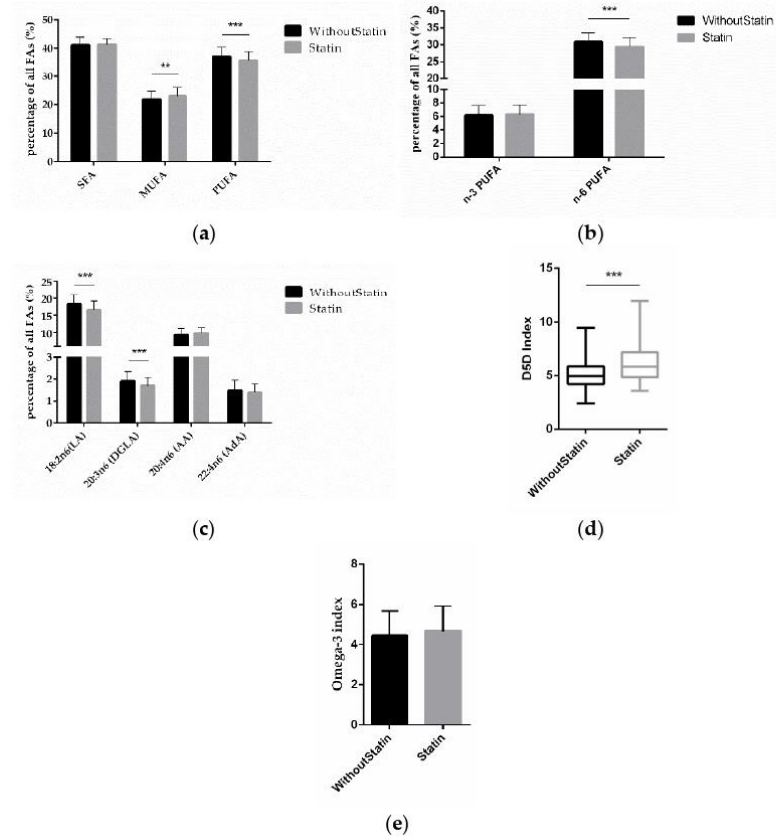 percentage of all FAs (%)
50
40
30
20
10
0
**
***
WithoutStatin
Statin
SFA
MUFA
PUFA
(a)
percentage of all FAs (%)
40
35
30
25
20
10
8
6
4
2
0
***
WithoutStatin
Statin
n-3 PUFA
n-6 PUFA
(b)
percentage of all FAs (%)
25
20
15
10
3
2
1
0
***
***
WithoutStatin
Statin
18:2n6(LA)
20:3n6 (DGLA)
20:4n6 (AA)
22:4n6 (AdA)
(c)
D5D Index
15
10
5
0
***
WithoutStatin
Statin
(d)
Omega-3 index
8
6
4
2
0
WithoutStatin
Statin
(e)